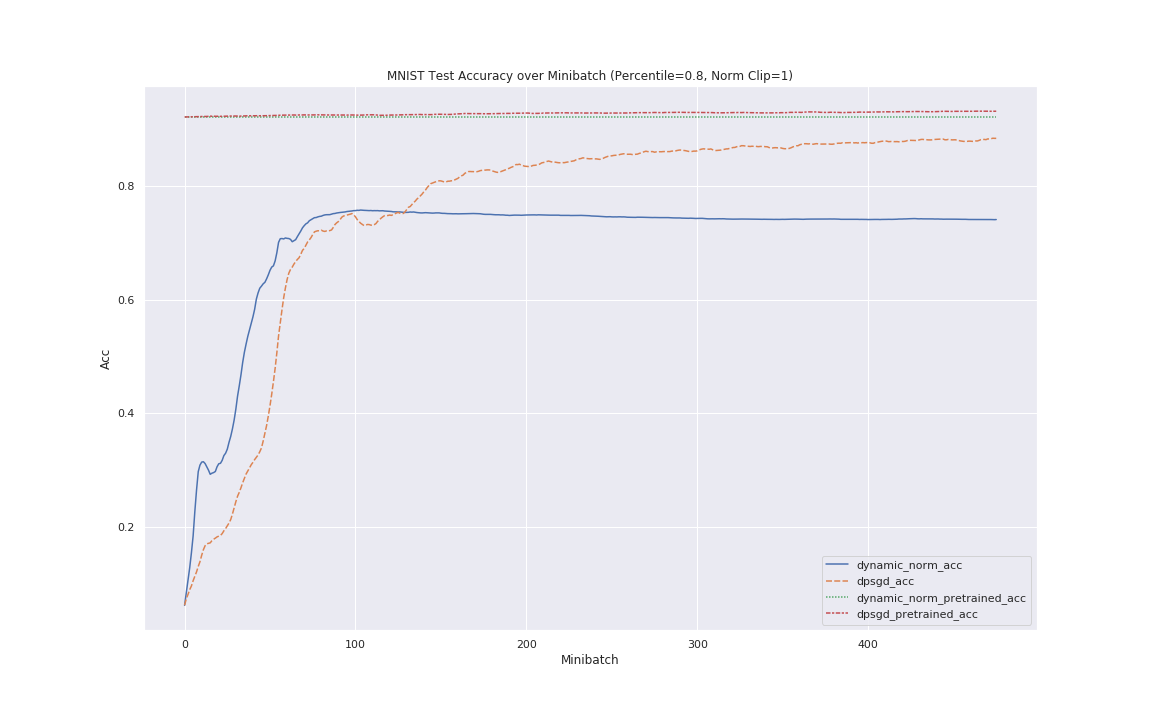 MNIST Test Accuracy over Minibatch (Percentile=0.8, Norm Clip=1)
Acc
0.8
0.6
0.4
0.2
0 100 200 300 400
Minibatch
dynamic_norm_acc
dpsgd_acc
dynamic_norm_pretrained_acc
dpsgd_pretrained_acc